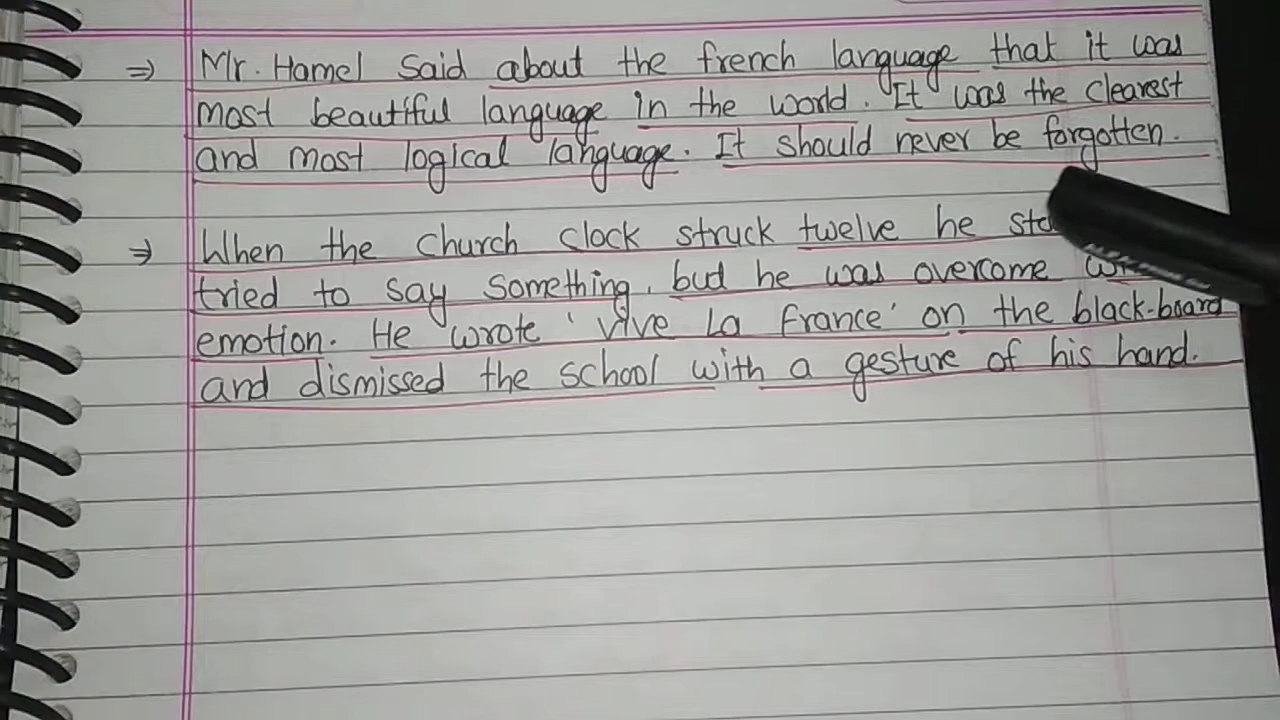 ⇒ Mr. Hamel said about the french language that it was
most beautiful language in the world. It was the clearest
and most logical language. It should never be forgotten.
⇒ When the church clock struck twelve he
tried to say something, but he was overcome
emotion. He wrote 'vive La france' on the black-board
and dismissed the school with a gesture of his hand.